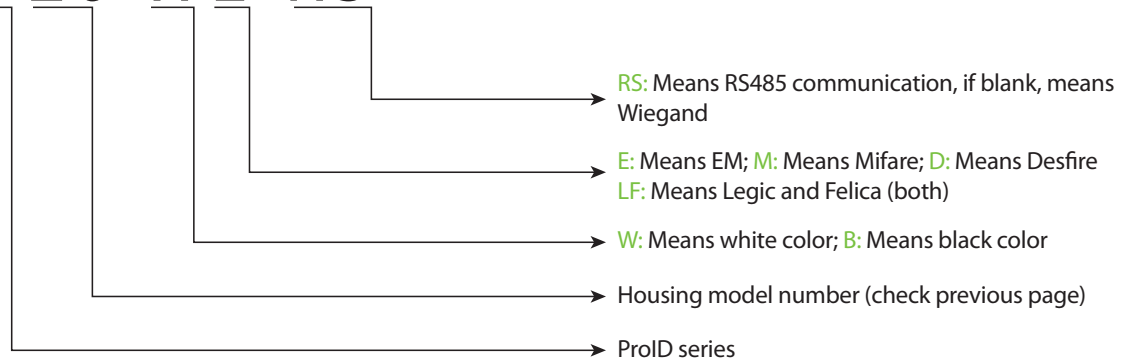 RS: Means RS485 communication, if blank, means
Wiegand
E: Means EM; M: Means Mifare; D: Means Desfire
LF: Means Legic and Felica (both)
W: Means white color; B: Means black color
Housing model number (check previous page)
ProID series